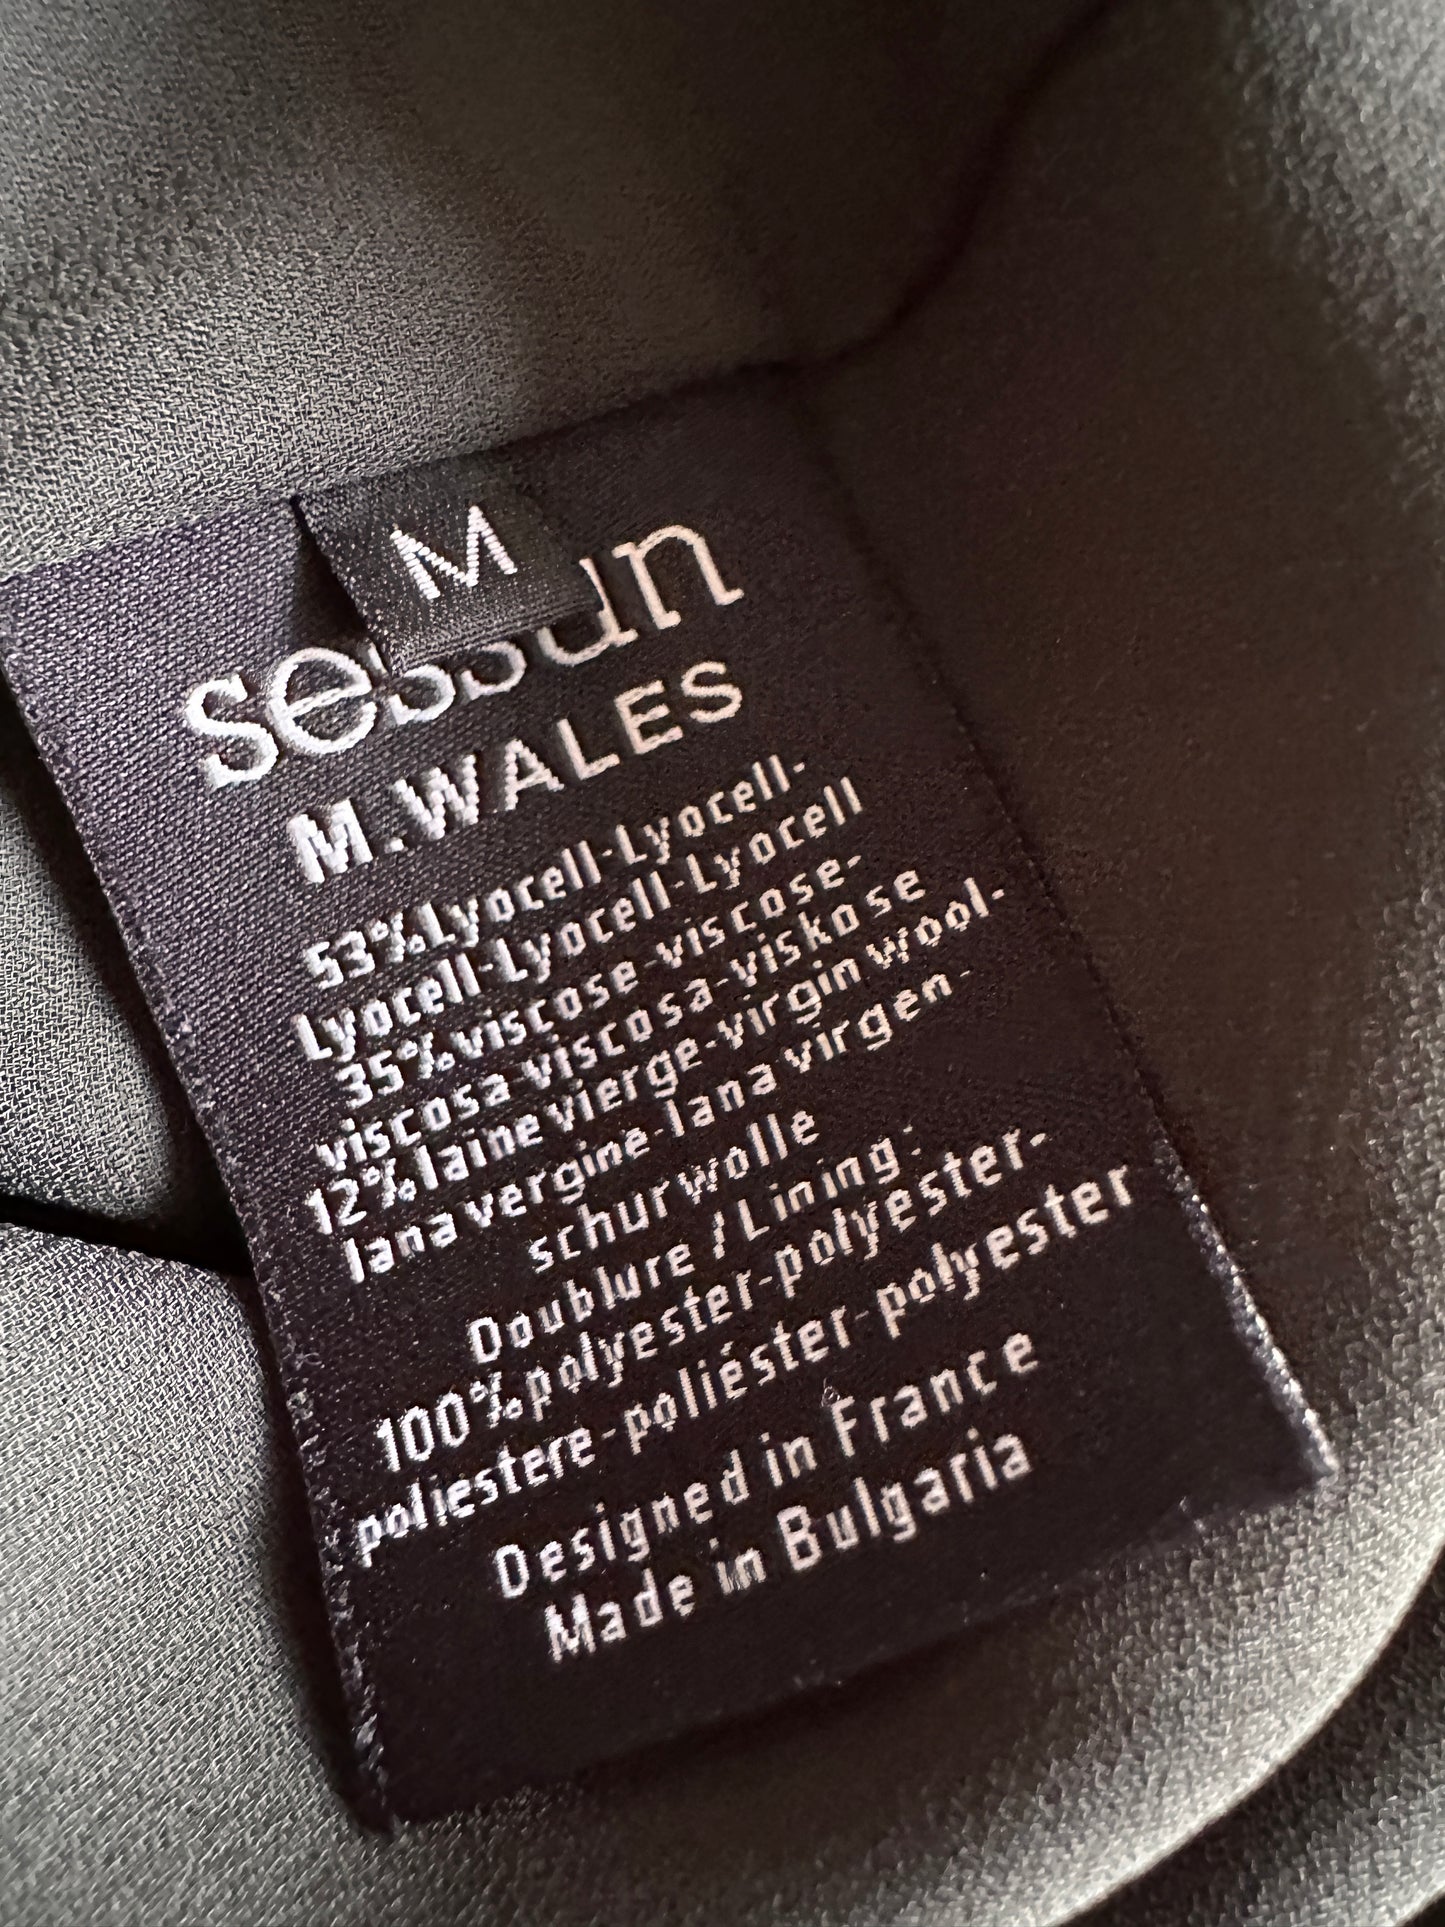 M
sessun
M.WALES
53%Lyocell-Lyocell-
Lyocell-Lyocell-Lyocell
35%viscose-viscose-
viscosa-viscosa-viskose
12%laine vierge-virgin wool-
lana vergine-lana virgen-
schurwolle
Doublure / Lining:
100%polyester-polyester-
poliestere-poliéster-polyester
Designed in France
Made in Bulgaria